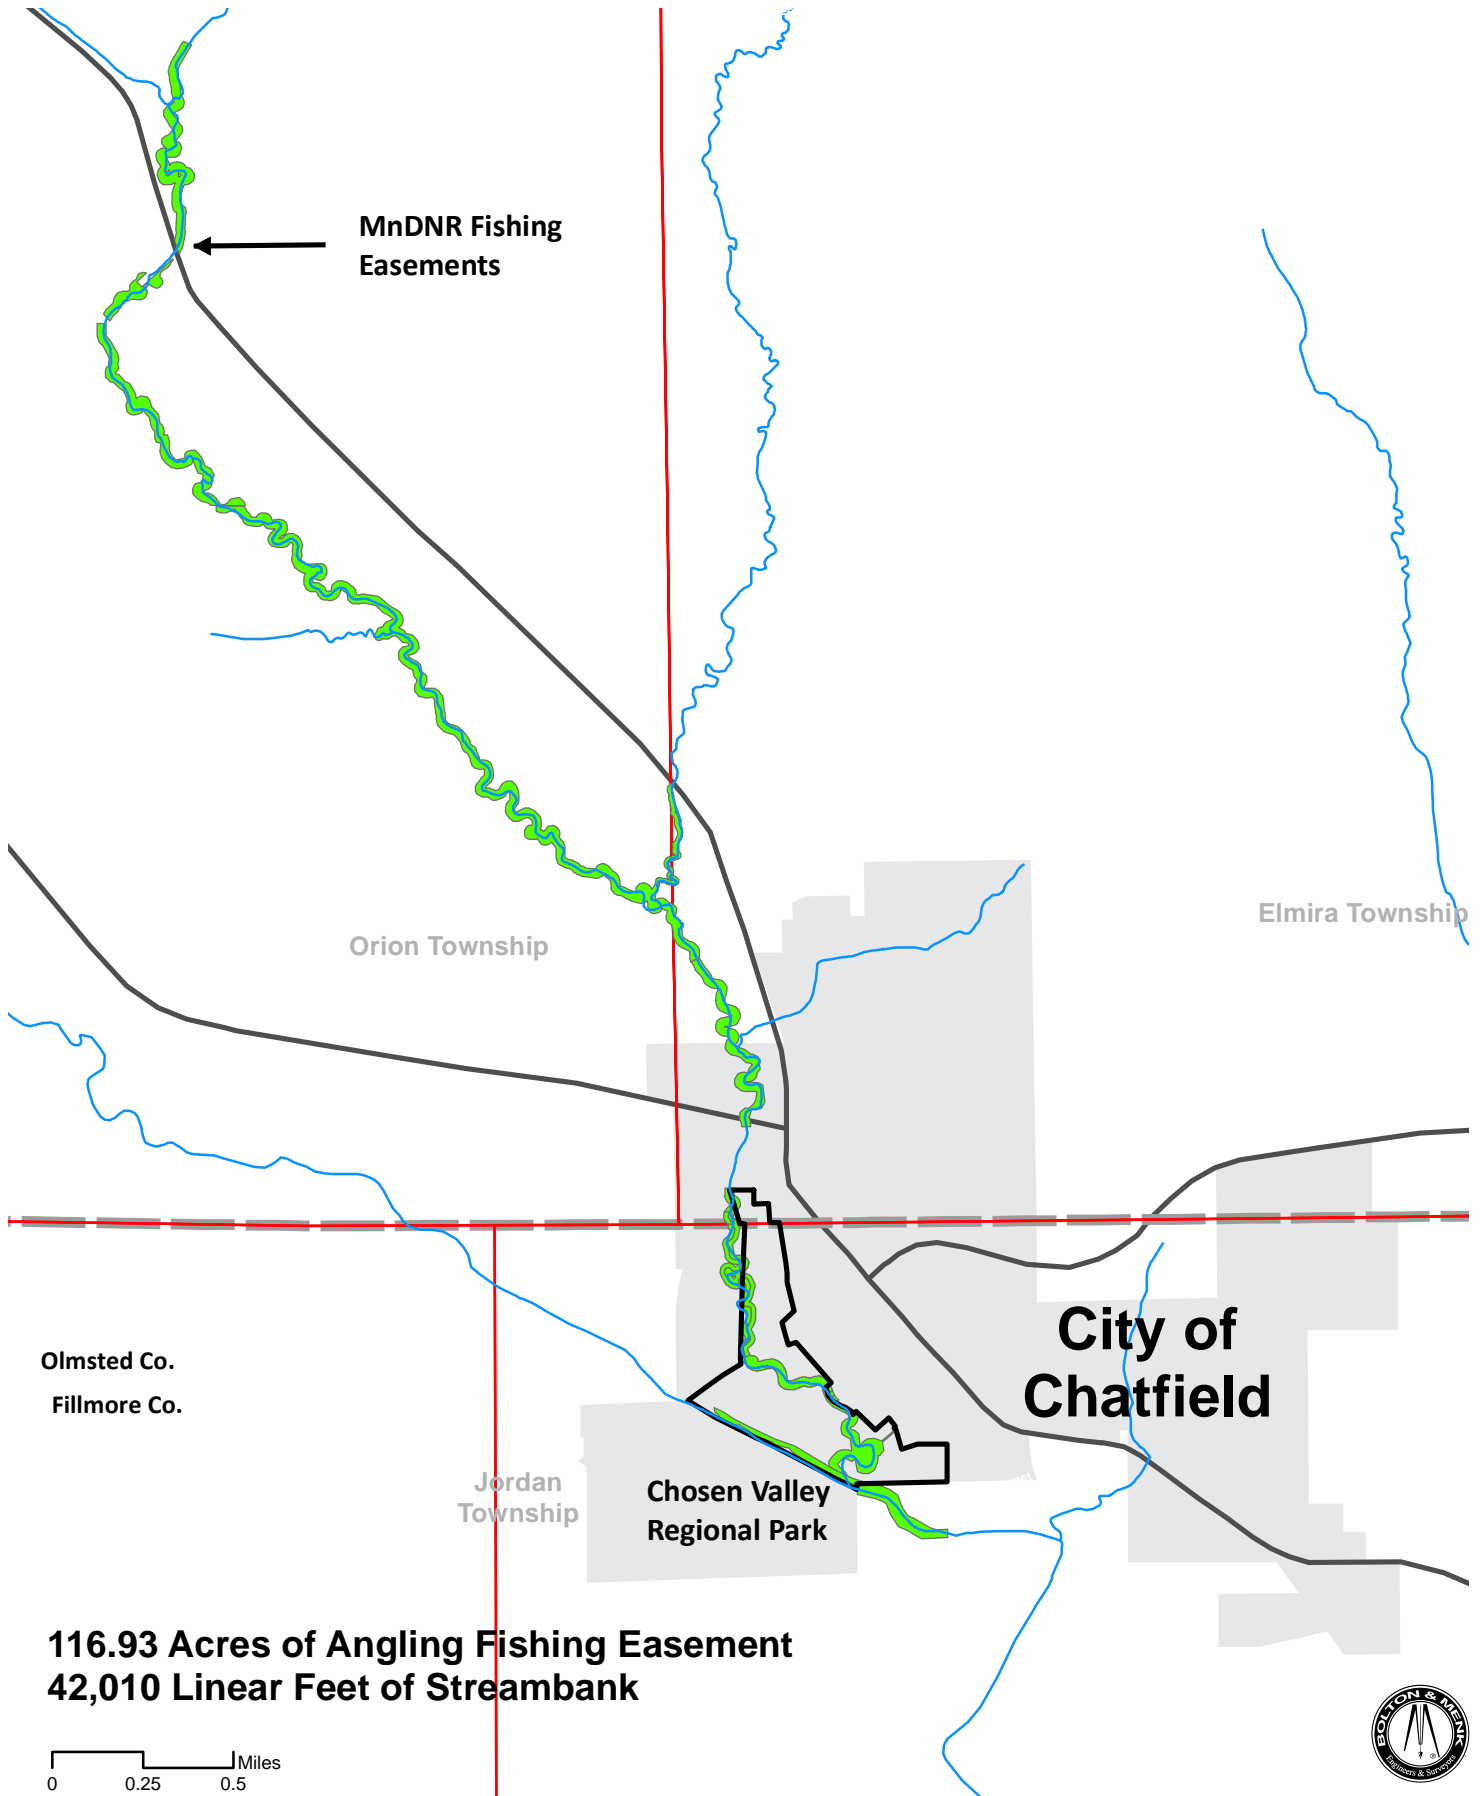 MnDNR Fishing
Easements
Elmira Township
Orion Township
City of
Chatfield
Olmsted Co.
Fillmore Co.
Jordan
Township
Chosen Valley
Regional Park
116.93 Acres of Angling Fishing Easement
42,010 Linear Feet of Streambank
Miles
0 0.25 0.5
BOLTON & MENK
Engineers & Surveyors
®